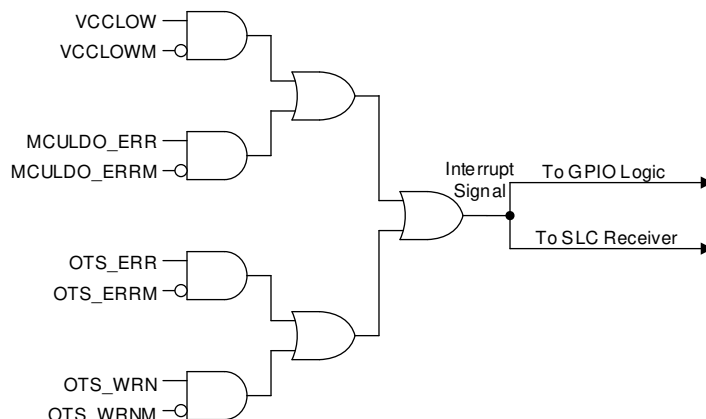 VCCLOW
VCCLOWM
MCULDO_ERR
MCULDO_ERRM
Interrupt
Signal
To GPIO Logic
To SLC Receiver
OTS_ERR
OTS_ERRM
OTS_WRN
OTS_WRNM